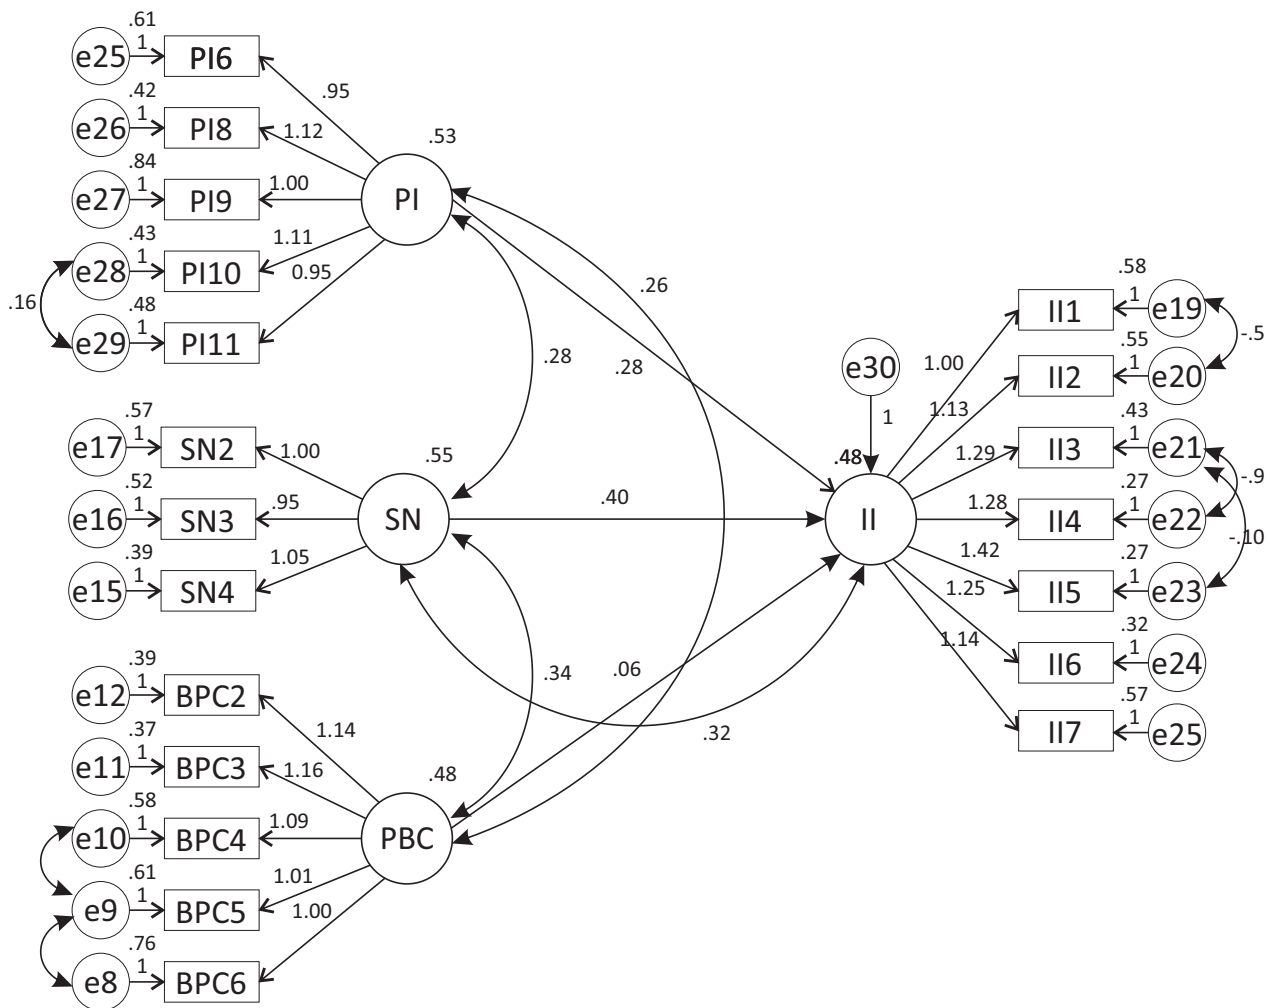 .61
e25
1
PI6
.95
.42
e26
1
PI8
1.12
.53
.84
e27
1
PI9
1.00
PI
.43
e28
1
PI10
1.11
.16
.48
e29
1
PI11
0.95
.26
.28
.28
.57
e17
1
SN2
1.00
.55
.52
e16
1
SN3
.95
SN
.40
.39
e15
1
SN4
1.05
.34
.06
.32
.39
e12
1
BPC2
1.14
.37
e11
1
BPC3
1.16
.48
.58
e10
1
BPC4
1.09
PBC
.61
e9
1
BPC5
1.01
.76
e8
1
BPC6
1.00
e30
1
.48
II
1.00
II1
.58
1
e19
-.5
1.13
II2
.55
1
e20
1.29
II3
.43
1
e21
-.9
1.28
II4
.27
1
e22
-.10
1.42
II5
.27
1
e23
1.25
II6
.32
1
e24
1.14
II7
.57
1
e25